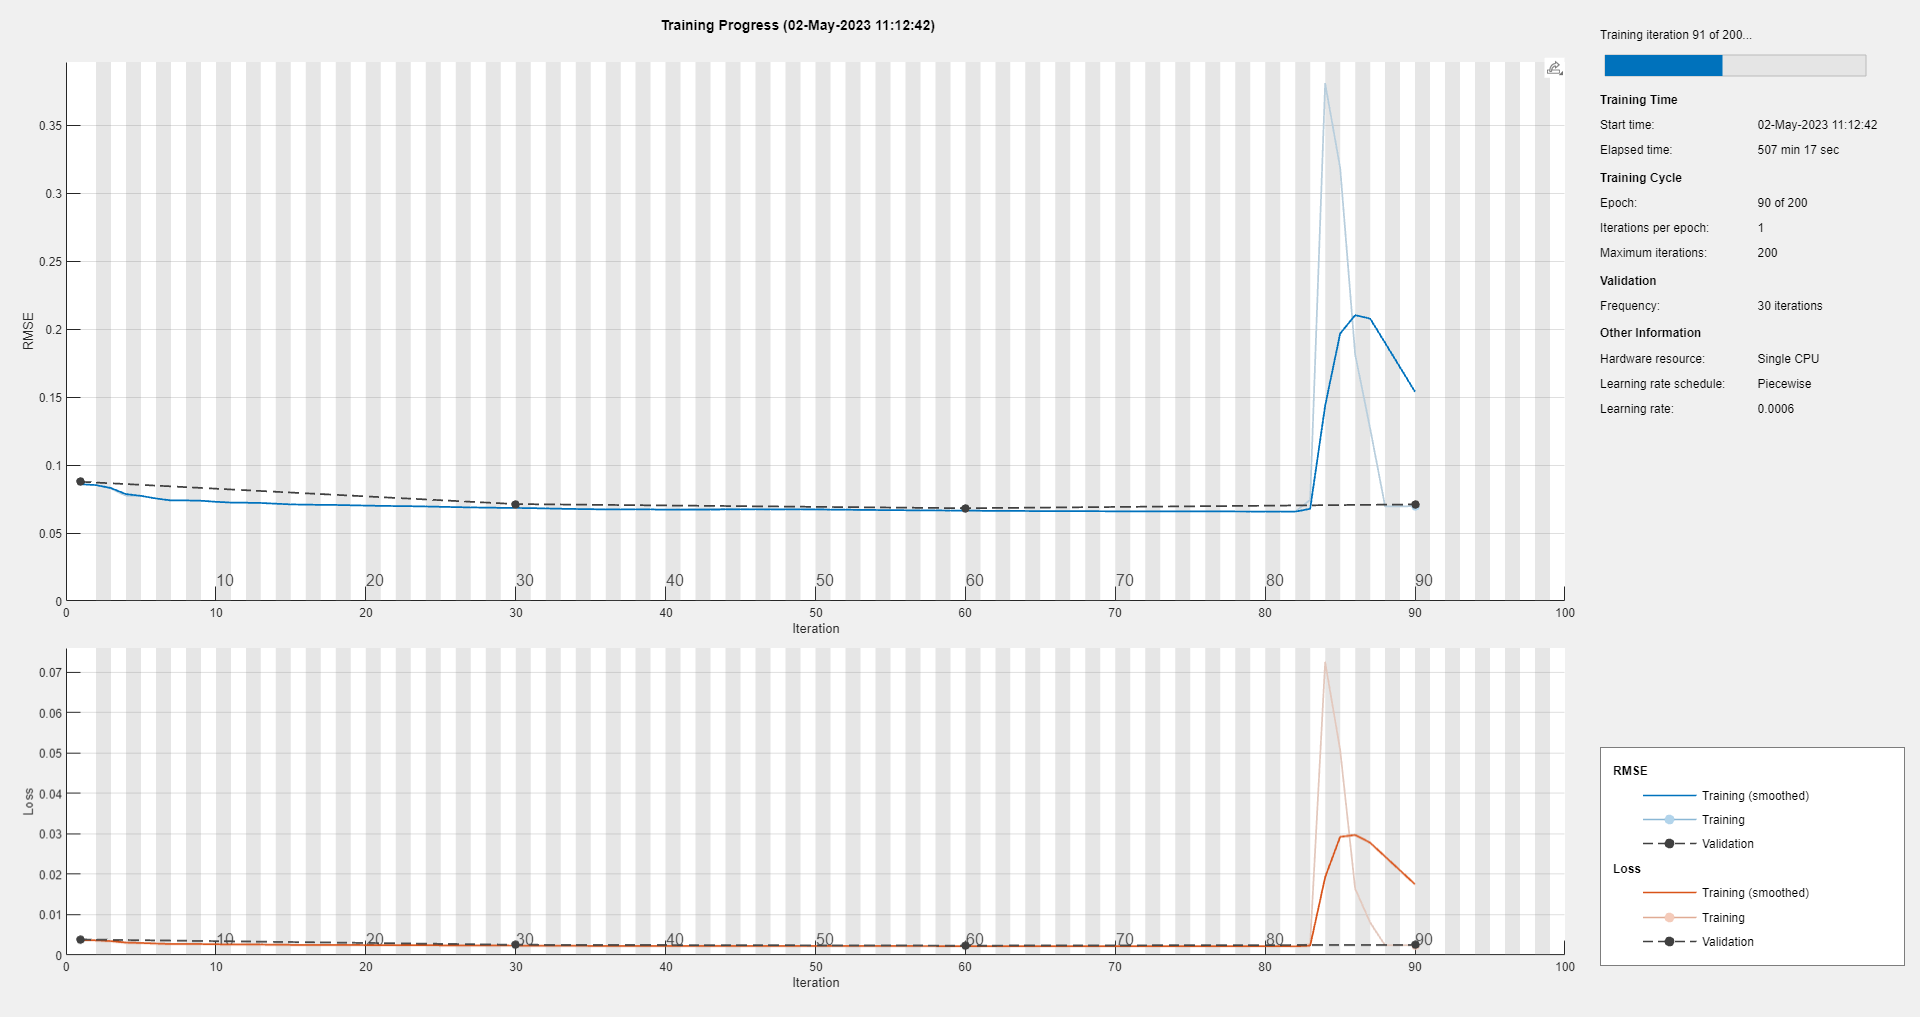 Training Progress (02-May-2023 11:12:42)
0.35
0.3
0.25
0.2
0.15
0.1
0.05
0
RMSE
10 20 30 40 50 60 70 80 90
0 10 20 30 40 50 60 70 80 90 100
Iteration
0.07
0.06
0.05
0.04
0.03
0.02
0.01
0
Loss
10 20 30 40 50 60 70 80 90
0 10 20 30 40 50 60 70 80 90 100
Iteration
Training iteration 91 of 200...
Training Time
Start time: 02-May-2023 11:12:42
Elapsed time: 507 min 17 sec
Training Cycle
Epoch: 90 of 200
Iterations per epoch: 1
Maximum iterations: 200
Validation
Frequency: 30 iterations
Other Information
Hardware resource: Single CPU
Learning rate schedule: Piecewise
Learning rate: 0.0006
RMSE
Training (smoothed)
Training
Validation
Loss
Training (smoothed)
Training
Validation